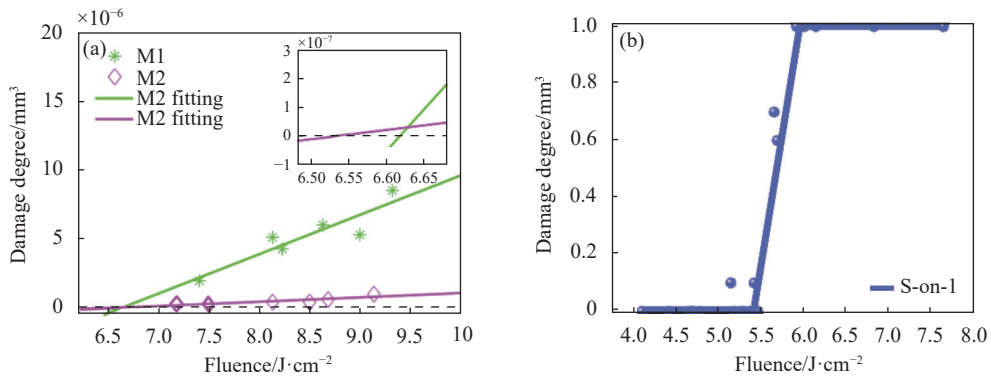 ×10⁻⁶
(a)
M1
M2
M2 fitting
M2 fitting
20
15
10
5
0
Damage degree/mm³
6.5 7.0 7.5 8.0 8.5 9.0 9.5 10
Fluence/J·cm⁻²
×10⁻⁷
3
2
1
0
−1
6.50 6.55 6.60 6.65
(b)
1.0
0.8
0.6
0.4
0.2
0
Damage degree/mm³
S-on-1
4.0 4.5 5.0 5.5 6.0 6.5 7.0 7.5 8.0
Fluence/J·cm⁻²